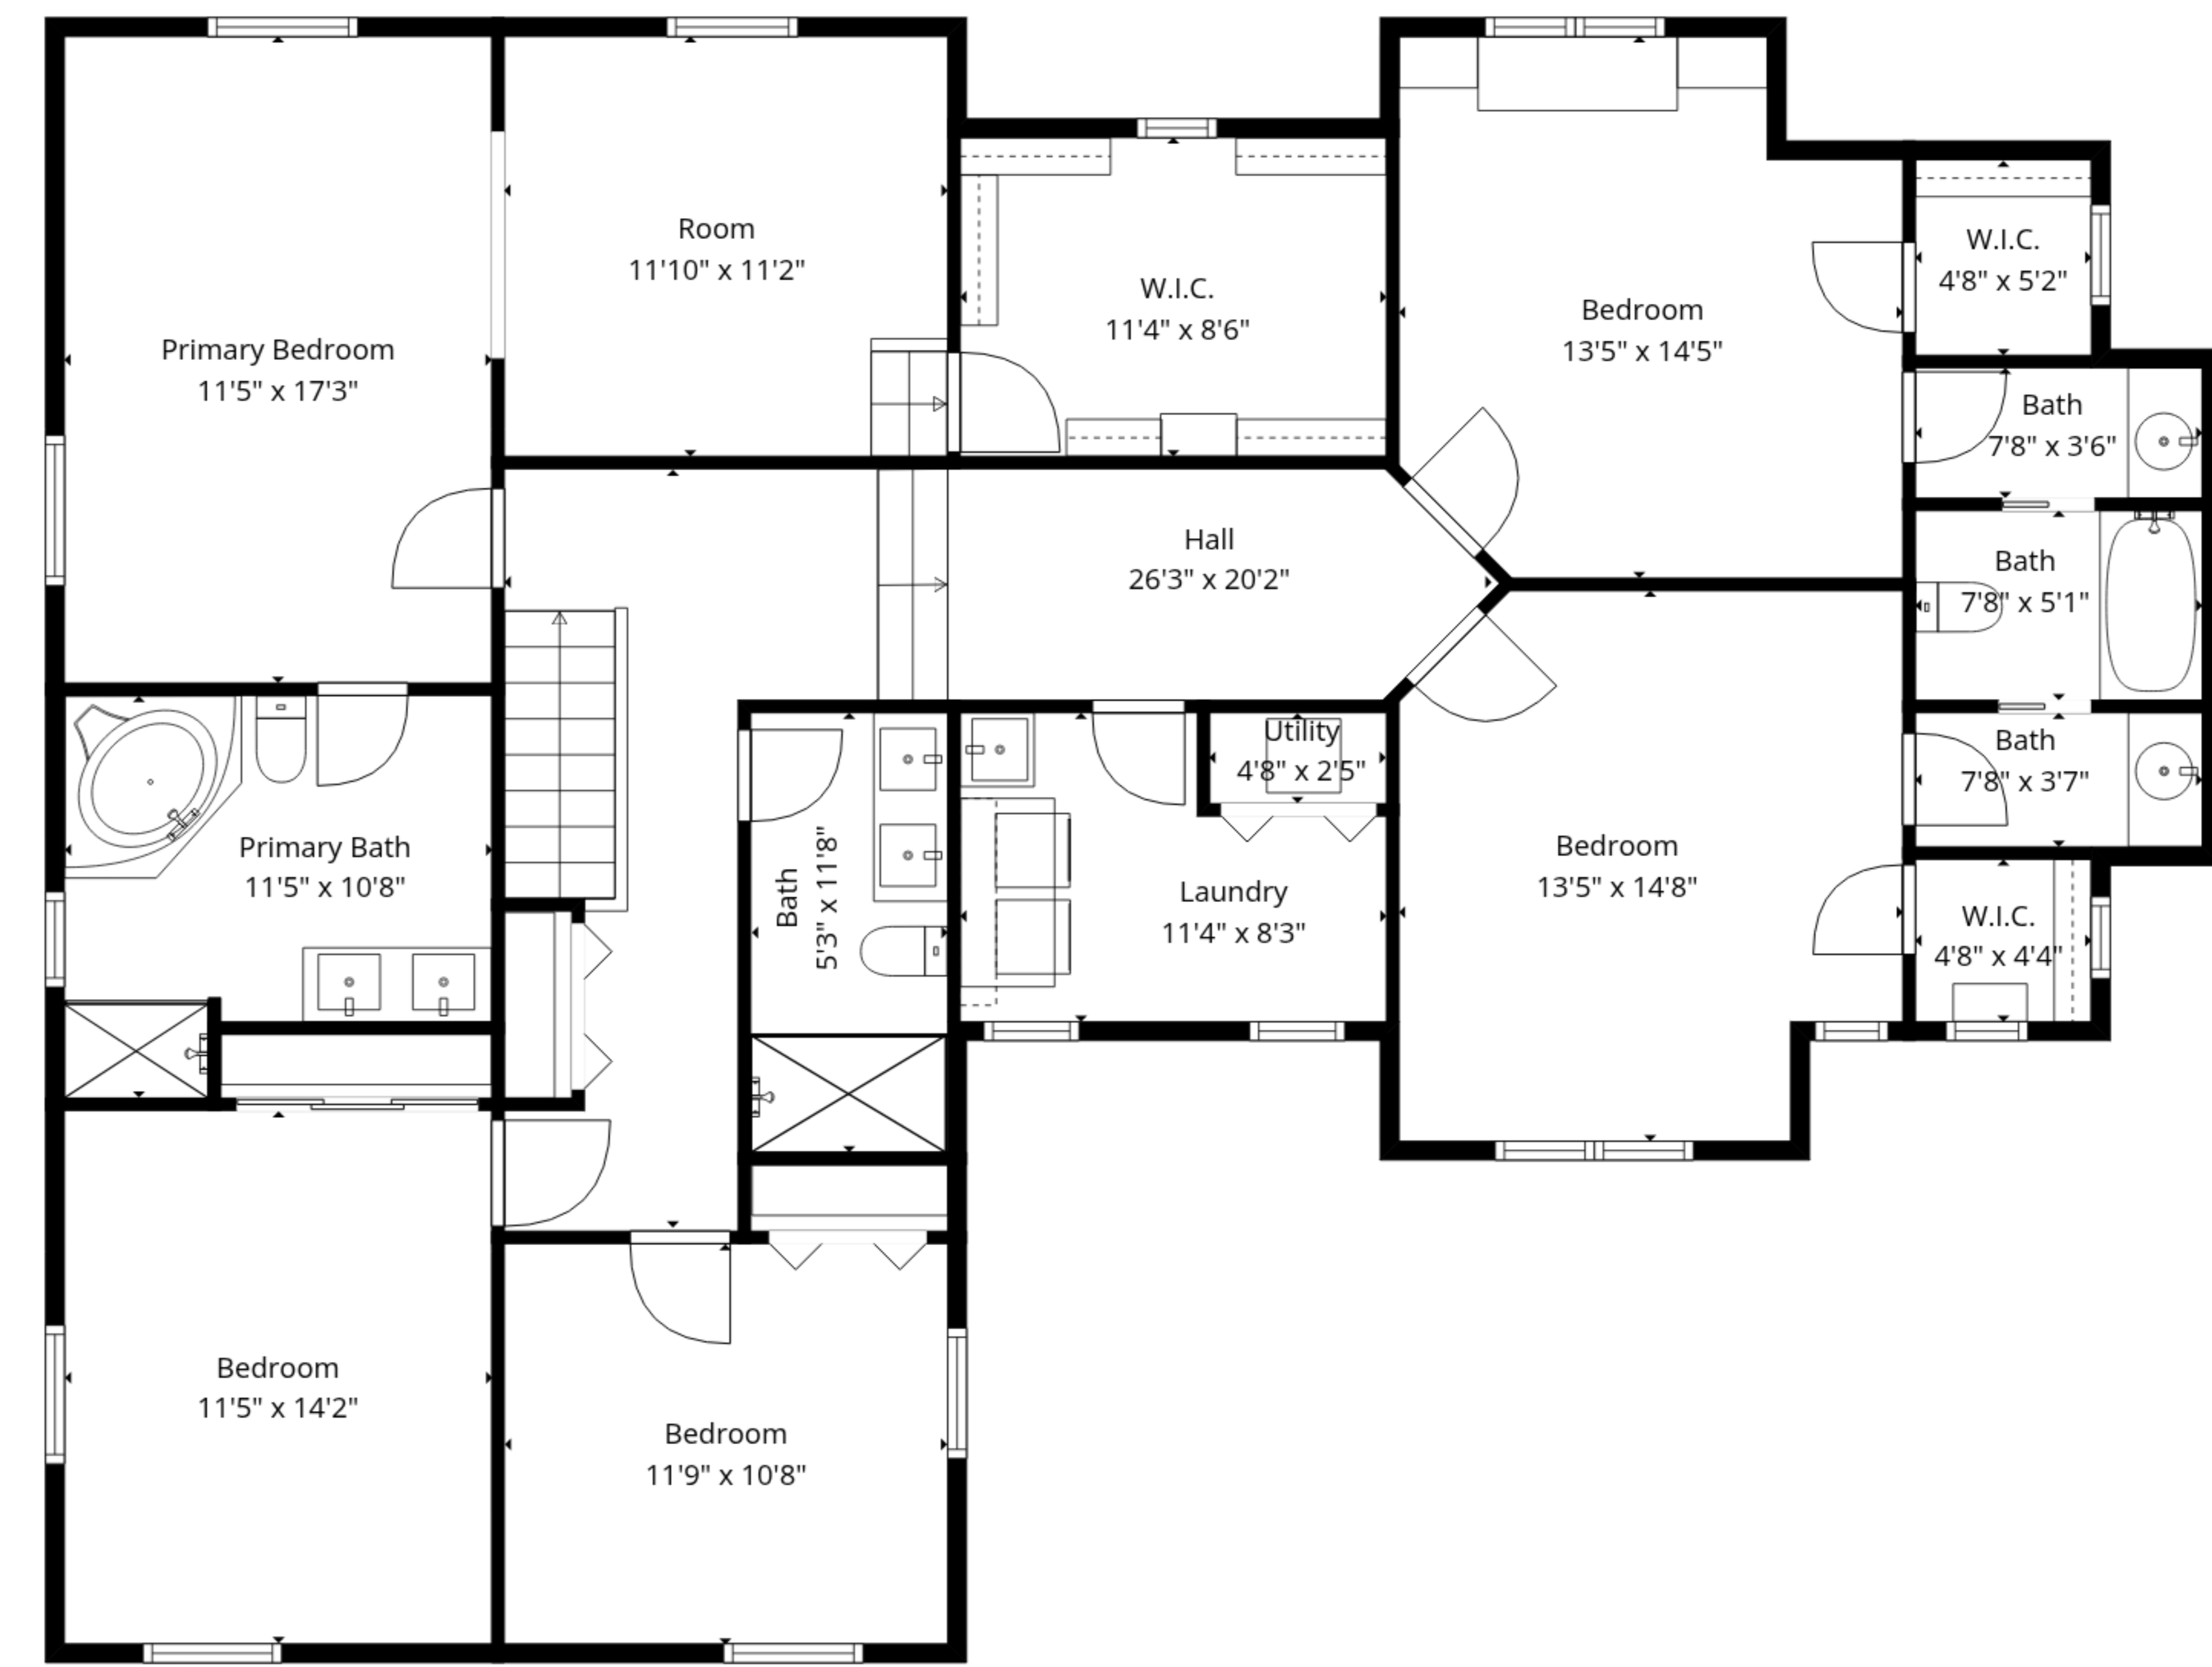 Room
11'10" x 11'2"
W.I.C.
4'8" x 5'2"
W.I.C.
11'4" x 8'6"
Bedroom
13'5" x 14'5"
Primary Bedroom
11'5" x 17'3"
Bath
7'8" x 3'6"
Hall
26'3" x 20'2"
Bath
7'8" x 5'1"
Utility
4'8" x 2'5"
Bath
7'8" x 3'7"
Primary Bath
11'5" x 10'8"
Bath
5'3" x 11'8"
Laundry
11'4" x 8'3"
Bedroom
13'5" x 14'8"
W.I.C.
4'8" x 4'4"
Bedroom
11'5" x 14'2"
Bedroom
11'9" x 10'8"